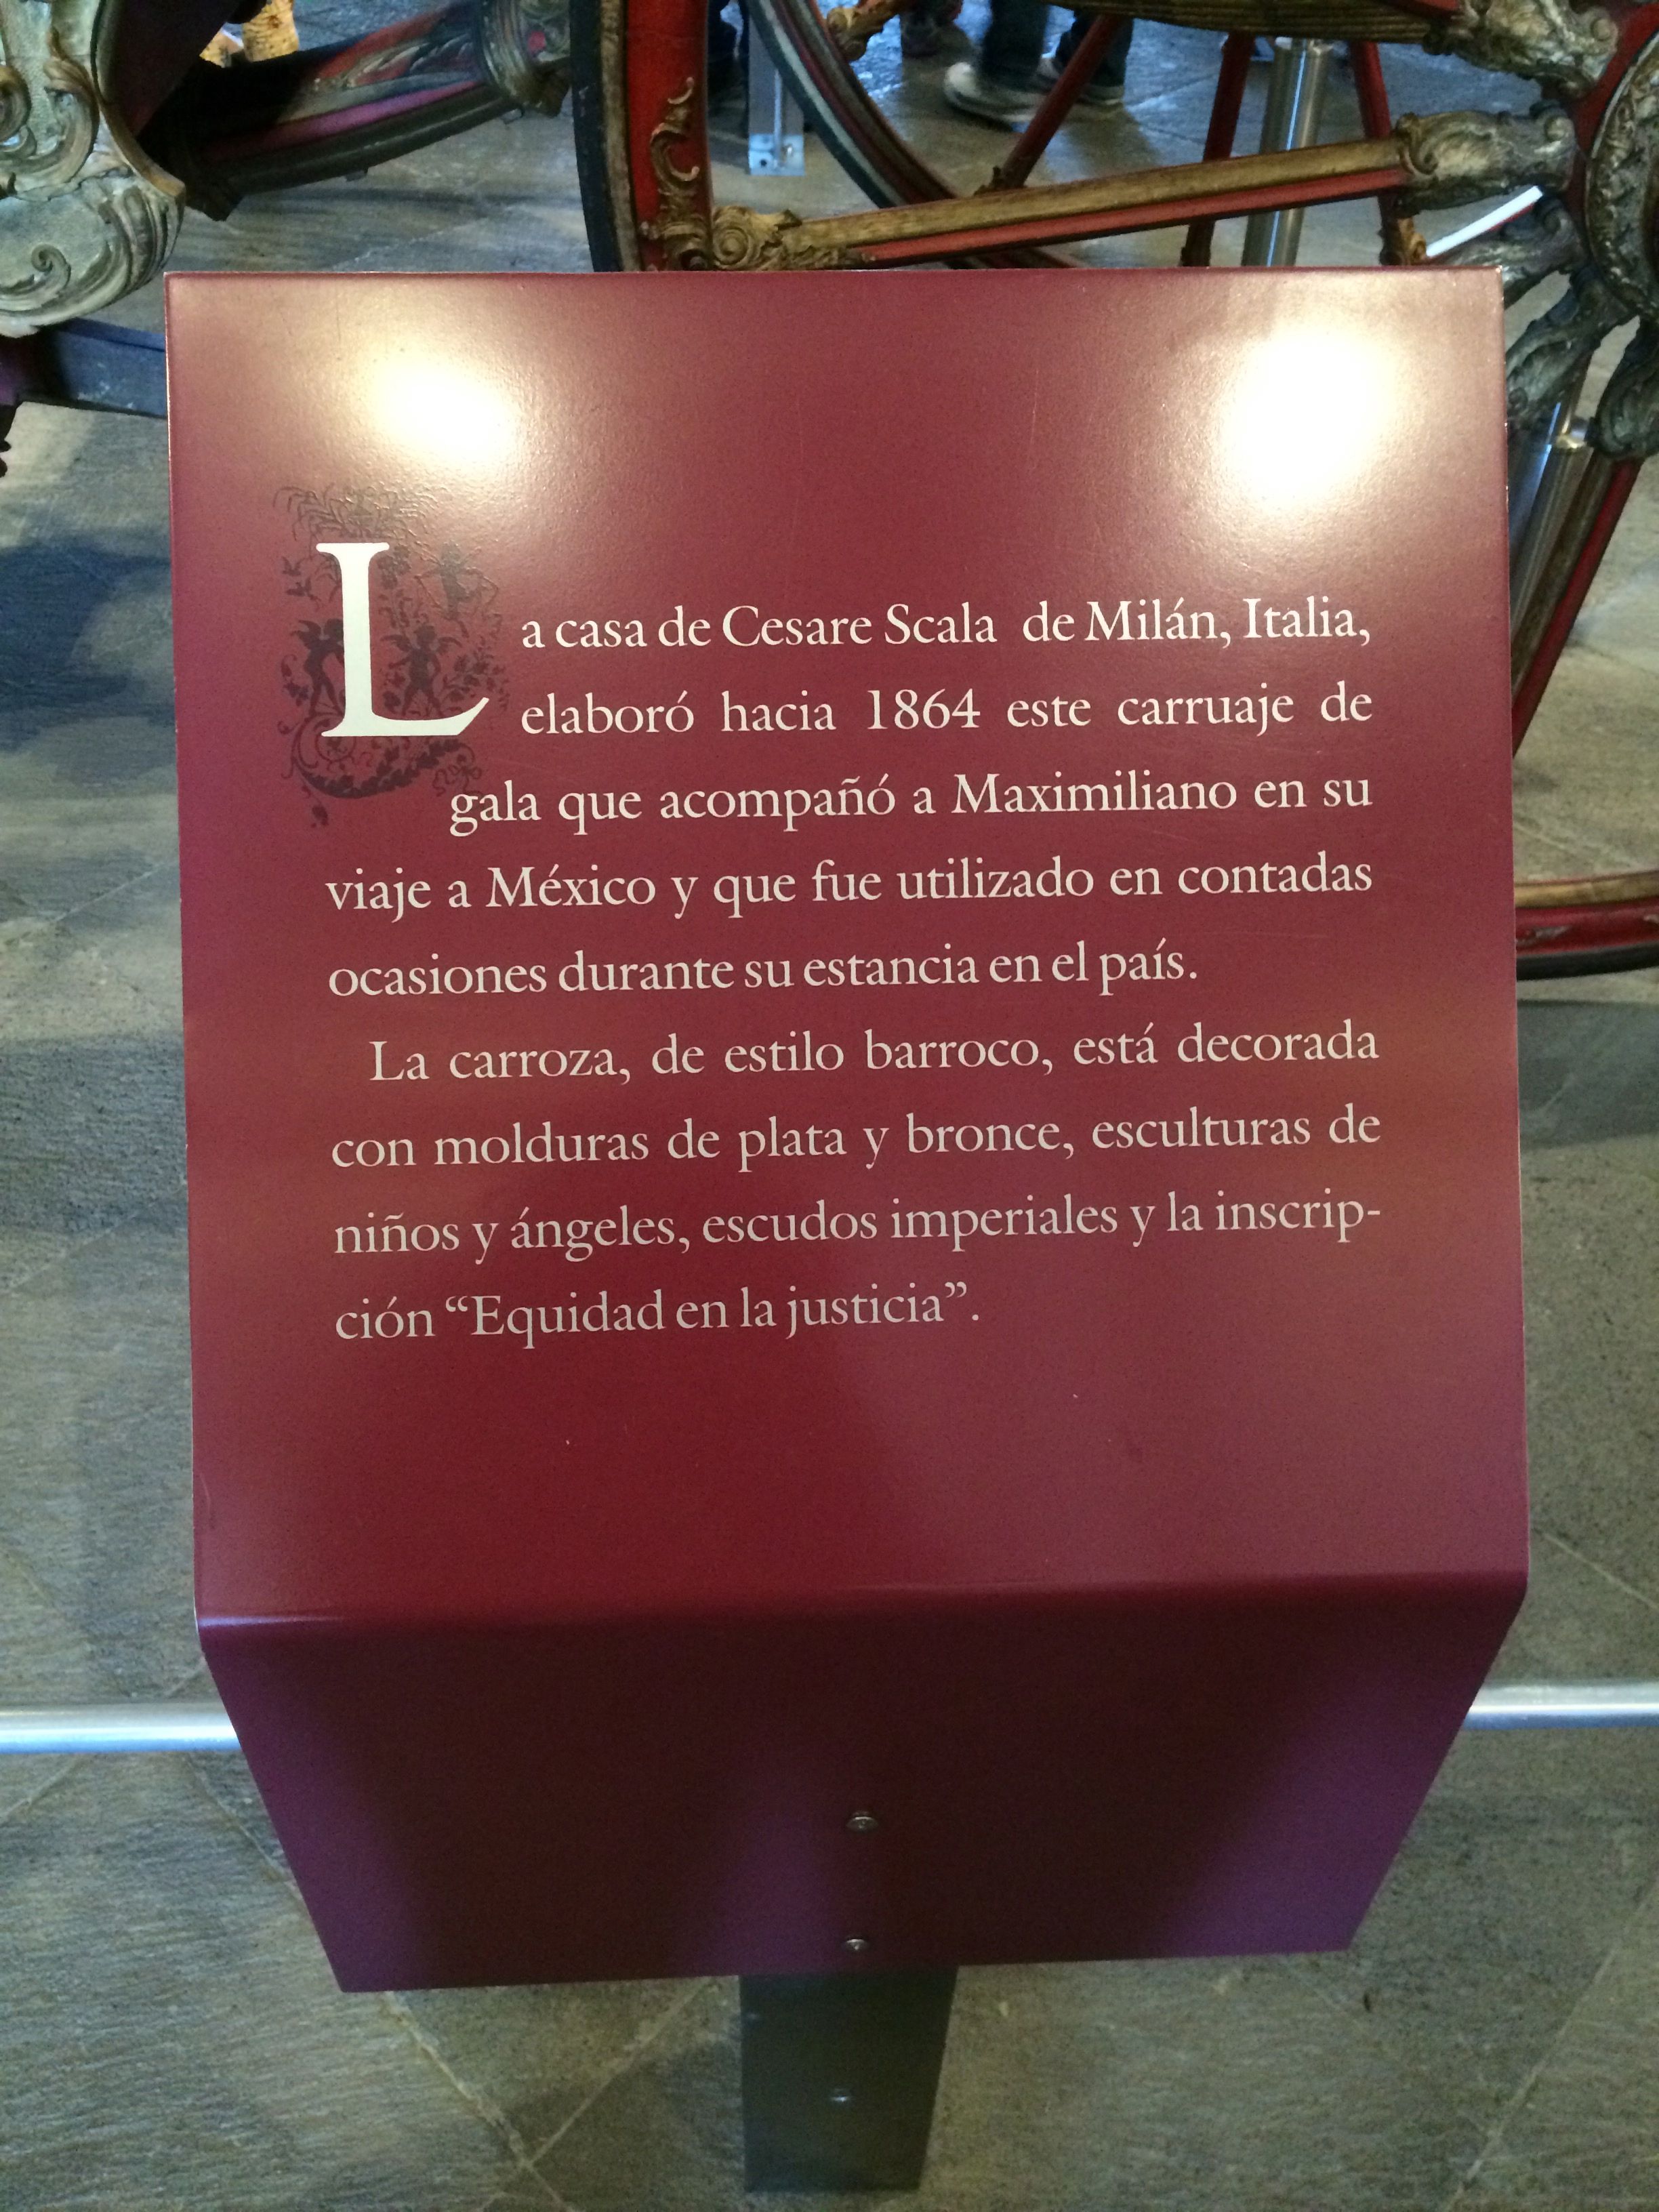 La casa de Cesare Scala de Milán, Italia,
elaboró hacia 1864 este carruaje de
gala que acompañó a Maximiliano en su
viaje a México y que fue utilizado en contadas
ocasiones durante su estancia en el país.
La carroza, de estilo barroco, está decorada
con molduras de plata y bronce, esculturas de
niños y ángeles, escudos imperiales y la inscrip-
ción “Equidad en la justicia”.